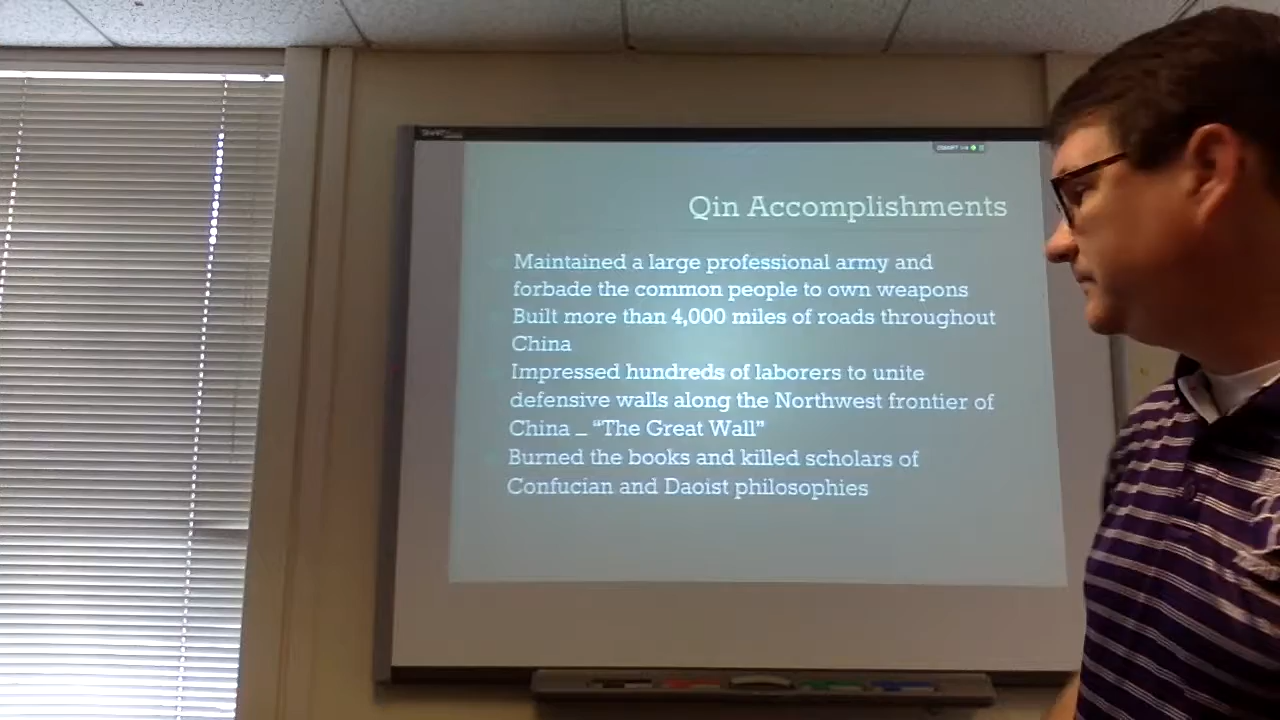 SMART
Qin Accomplishments
Maintained a large professional army and
forbade the common people to own weapons
Built more than 4,000 miles of roads throughout
China
Impressed hundreds of laborers to unite
defensive walls along the Northwest frontier of
China – “The Great Wall”
Burned the books and killed scholars of
Confucian and Daoist philosophies